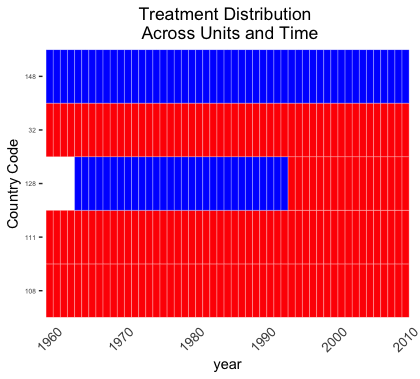 Treatment Distribution
Across Units and Time
Country Code
148
32
128
111
108
1960
1970
1980
1990
2000
2010
year